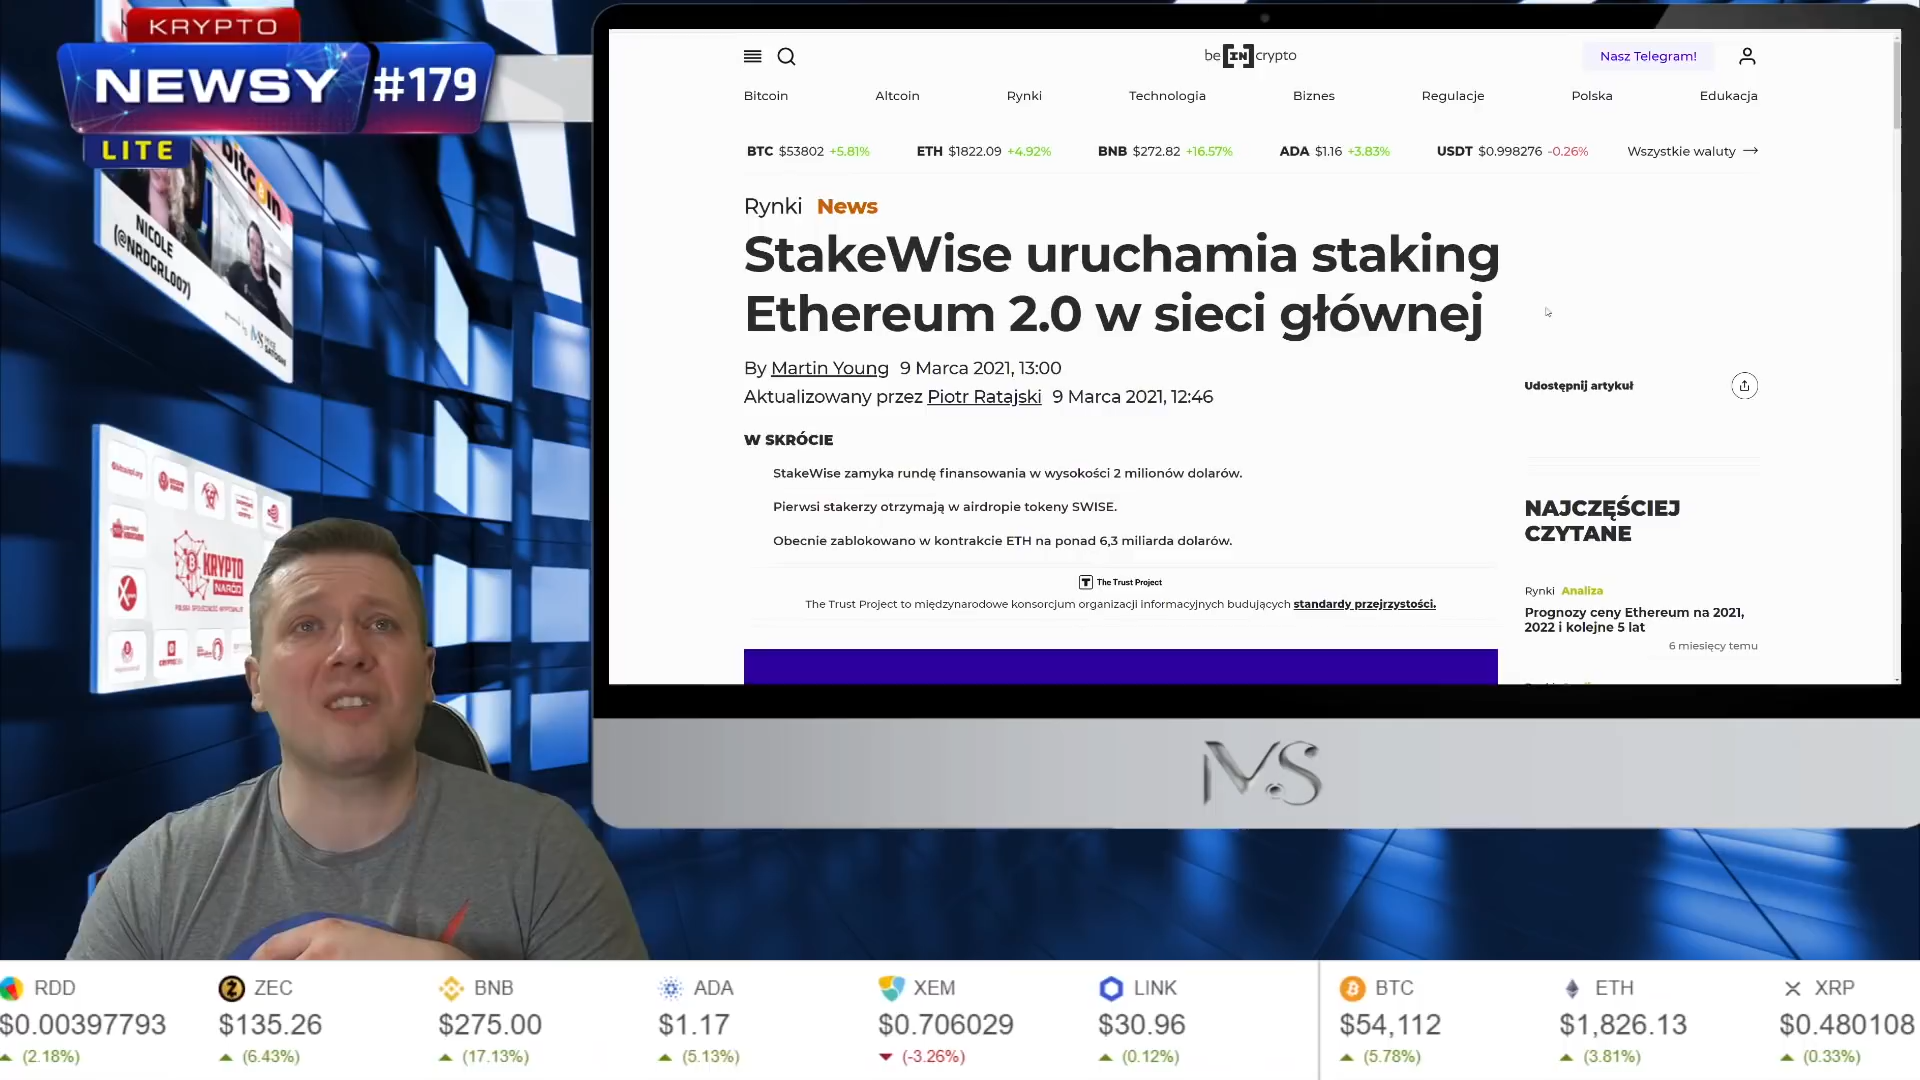 KRYPTO
NEWSY #179
LITE
bitcoin
NICOLE
(@NRDGRL007)
KRYPTO
NARÓD
be[IN]crypto
Nasz Telegram!
Bitcoin Altcoin Rynki Technologia Biznes Regulacje Polska Edukacja
BTC $53802 +5.81% ETH $1822.09 +4.92% BNB $272.82 +16.57% ADA $1.16 +3.83% USDT $0.998276 -0.26% Wszystkie waluty
Rynki News
StakeWise uruchamia staking
Ethereum 2.0 w sieci głównej
By Martin Young 9 Marca 2021, 13:00
Aktualizowany przez Piotr Ratajski 9 Marca 2021, 12:46
W SKRÓCIE
StakeWise zamyka rundę finansowania w wysokości 2 milionów dolarów.
Pierwsi stakerzy otrzymają w airdropie tokeny SWISE.
Obecnie zablokowano w kontrakcie ETH na ponad 6,3 miliarda dolarów.
The Trust Project
The Trust Project to międzynarodowe konsorcjum organizacji informacyjnych budujących standardy przejrzystości.
Udostępnij artykuł
NAJCZĘŚCIEJ
CZYTANE
Rynki Analiza
Prognozy ceny Ethereum na 2021,
2022 i kolejne 5 lat
6 miesięcy temu
MS
RDD ZEC BNB ADA XEM LINK BTC ETH XRP
$0.00397793 $135.26 $275.00 $1.17 $0.706029 $30.96 $54,112 $1,826.13 $0.480108
(2.18%) (6.43%) (17.13%) (5.13%) (-3.26%) (0.12%) (5.78%) (3.81%) (0.33%)